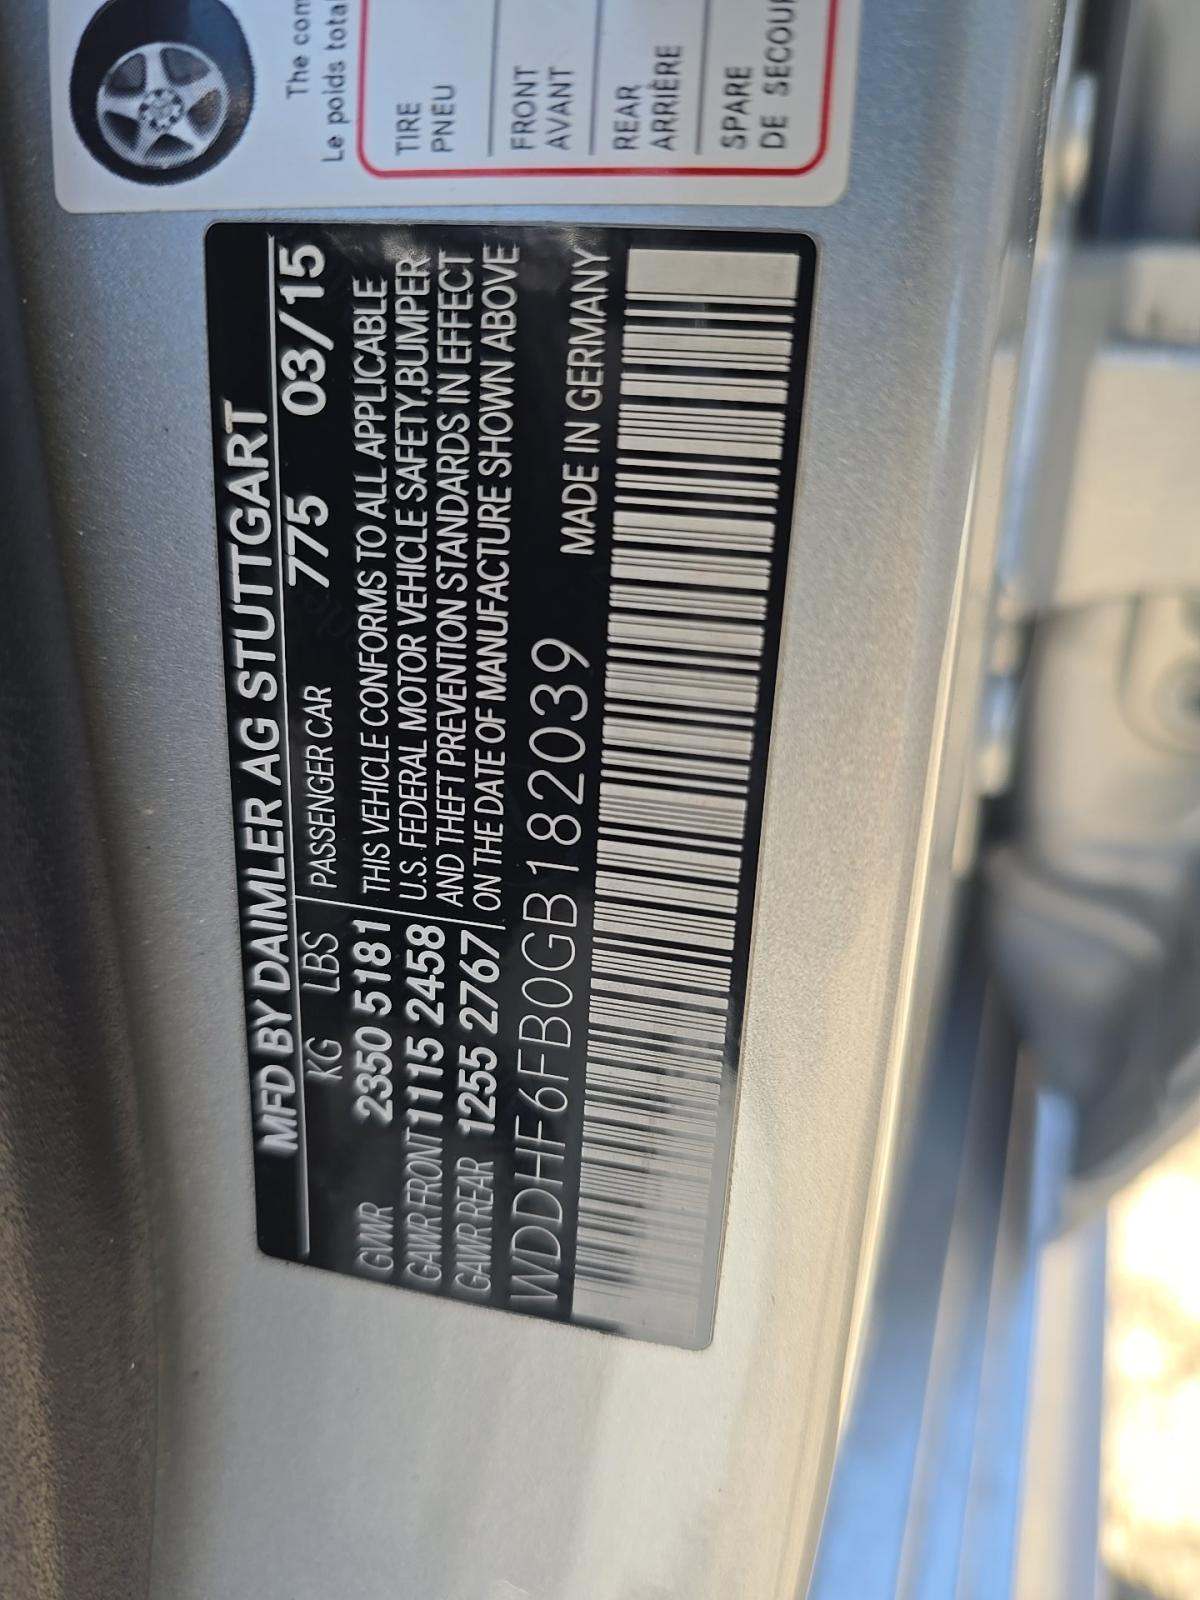 MFD BY DAIMLER AG STUTTGART
KG LBS PASSENGER CAR 775 03/15
GVWR 2350 5181 THIS VEHICLE CONFORMS TO ALL APPLICABLE
GAWR FRONT 1115 2458 U.S. FEDERAL MOTOR VEHICLE SAFETY,BUMPER
GAWR REAR 1255 2767 AND THEFT PREVENTION STANDARDS IN EFFECT
ON THE DATE OF MANUFACTURE SHOWN ABOVE
WDDHF6FB0GB182039 MADE IN GERMANY
The com
Le poids total
TIRE
PNEU
FRONT
AVANT
REAR
ARRIÈRE
SPARE
DE SECOUR